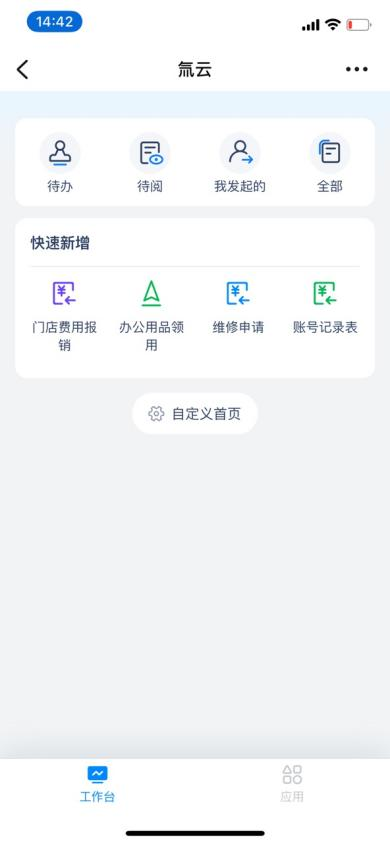 14:42
氚云
待办
待阅
我发起的
全部
快速新增
门店费用报
销
办公用品领
用
维修申请
账号记录表
自定义首页
工作台
应用